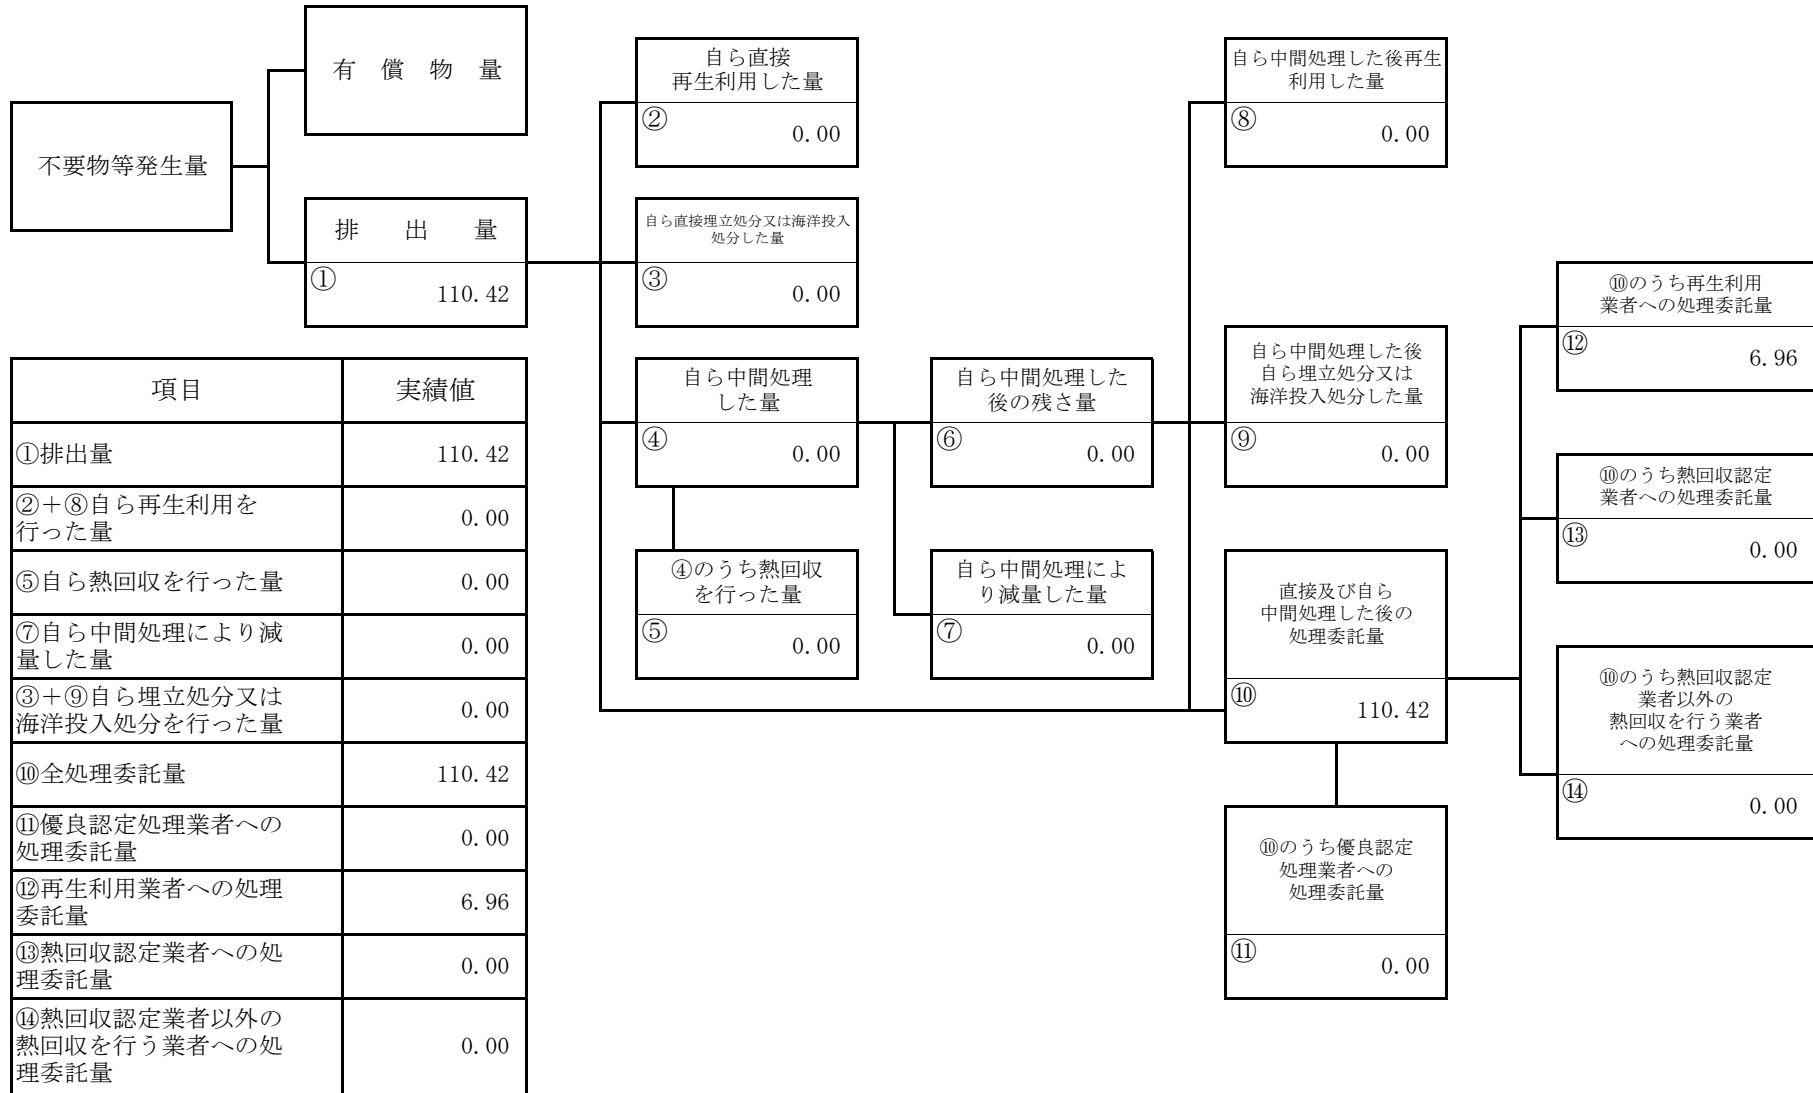 不要物等発生量
有償物量
排出量
①
110.42
自ら直接
再生利用した量
②
0.00
自ら直接埋立処分又は海洋投入
処分した量
③
0.00
自ら中間処理
した量
④
0.00
④のうち熱回収
を行った量
⑤
0.00
自ら中間処理した
後の残さ量
⑥
0.00
自ら中間処理によ
り減量した量
⑦
0.00
自ら中間処理した後再生
利用した量
⑧
0.00
自ら中間処理した後
自ら埋立処分又は
海洋投入処分した量
⑨
0.00
直接及び自ら
中間処理した後の
処理委託量
⑩
110.42
⑩のうち優良認定
処理業者への
処理委託量
⑪
0.00
⑩のうち再生利用
業者への処理委託量
⑫
6.96
⑩のうち熱回収認定
業者への処理委託量
⑬
0.00
⑩のうち熱回収認定
業者以外の
熱回収を行う業者
への処理委託量
⑭
0.00
項目 実績値
①排出量 110.42
②＋⑧自ら再生利用を
行った量 0.00
⑤自ら熱回収を行った量 0.00
⑦自ら中間処理により減
量した量 0.00
③＋⑨自ら埋立処分又は
海洋投入処分を行った量 0.00
⑩全処理委託量 110.42
⑪優良認定処理業者への
処理委託量 0.00
⑫再生利用業者への処理
委託量 6.96
⑬熱回収認定業者への処
理委託量 0.00
⑭熱回収認定業者以外の
熱回収を行う業者への処 0.00
理委託量